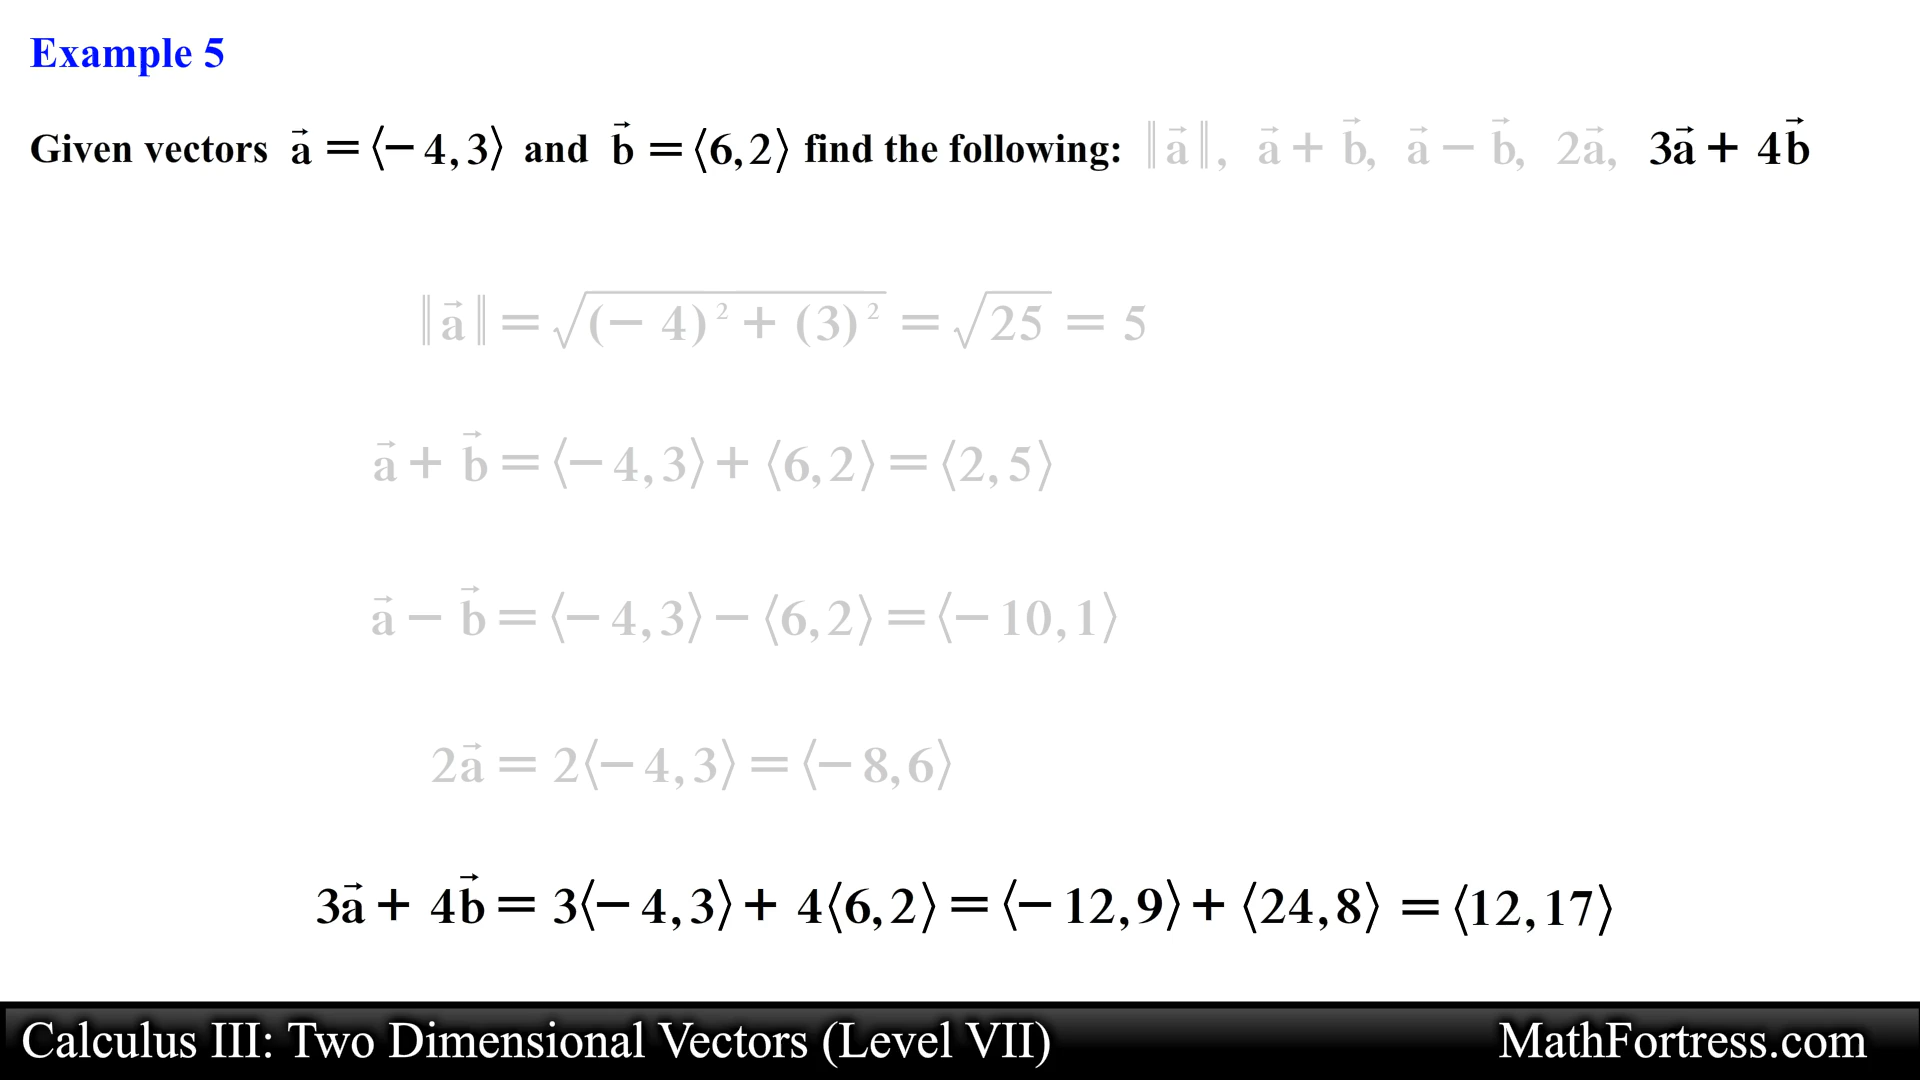 Example 5
Given vectors a⃗ = ⟨−4,3⟩ and b⃗ = ⟨6,2⟩ find the following: ‖a⃗‖, a⃗ + b⃗, a⃗ − b⃗, 2a⃗, 3a⃗ + 4b⃗
‖a⃗‖ = √((−4)² + (3)²) = √25 = 5
a⃗ + b⃗ = ⟨−4,3⟩ + ⟨6,2⟩ = ⟨2,5⟩
a⃗ − b⃗ = ⟨−4,3⟩ − ⟨6,2⟩ = ⟨−10,1⟩
2a⃗ = 2⟨−4,3⟩ = ⟨−8,6⟩
3a⃗ + 4b⃗ = 3⟨−4,3⟩ + 4⟨6,2⟩ = ⟨−12,9⟩ + ⟨24,8⟩ = ⟨12,17⟩
Calculus III: Two Dimensional Vectors (Level VII) MathFortress.com